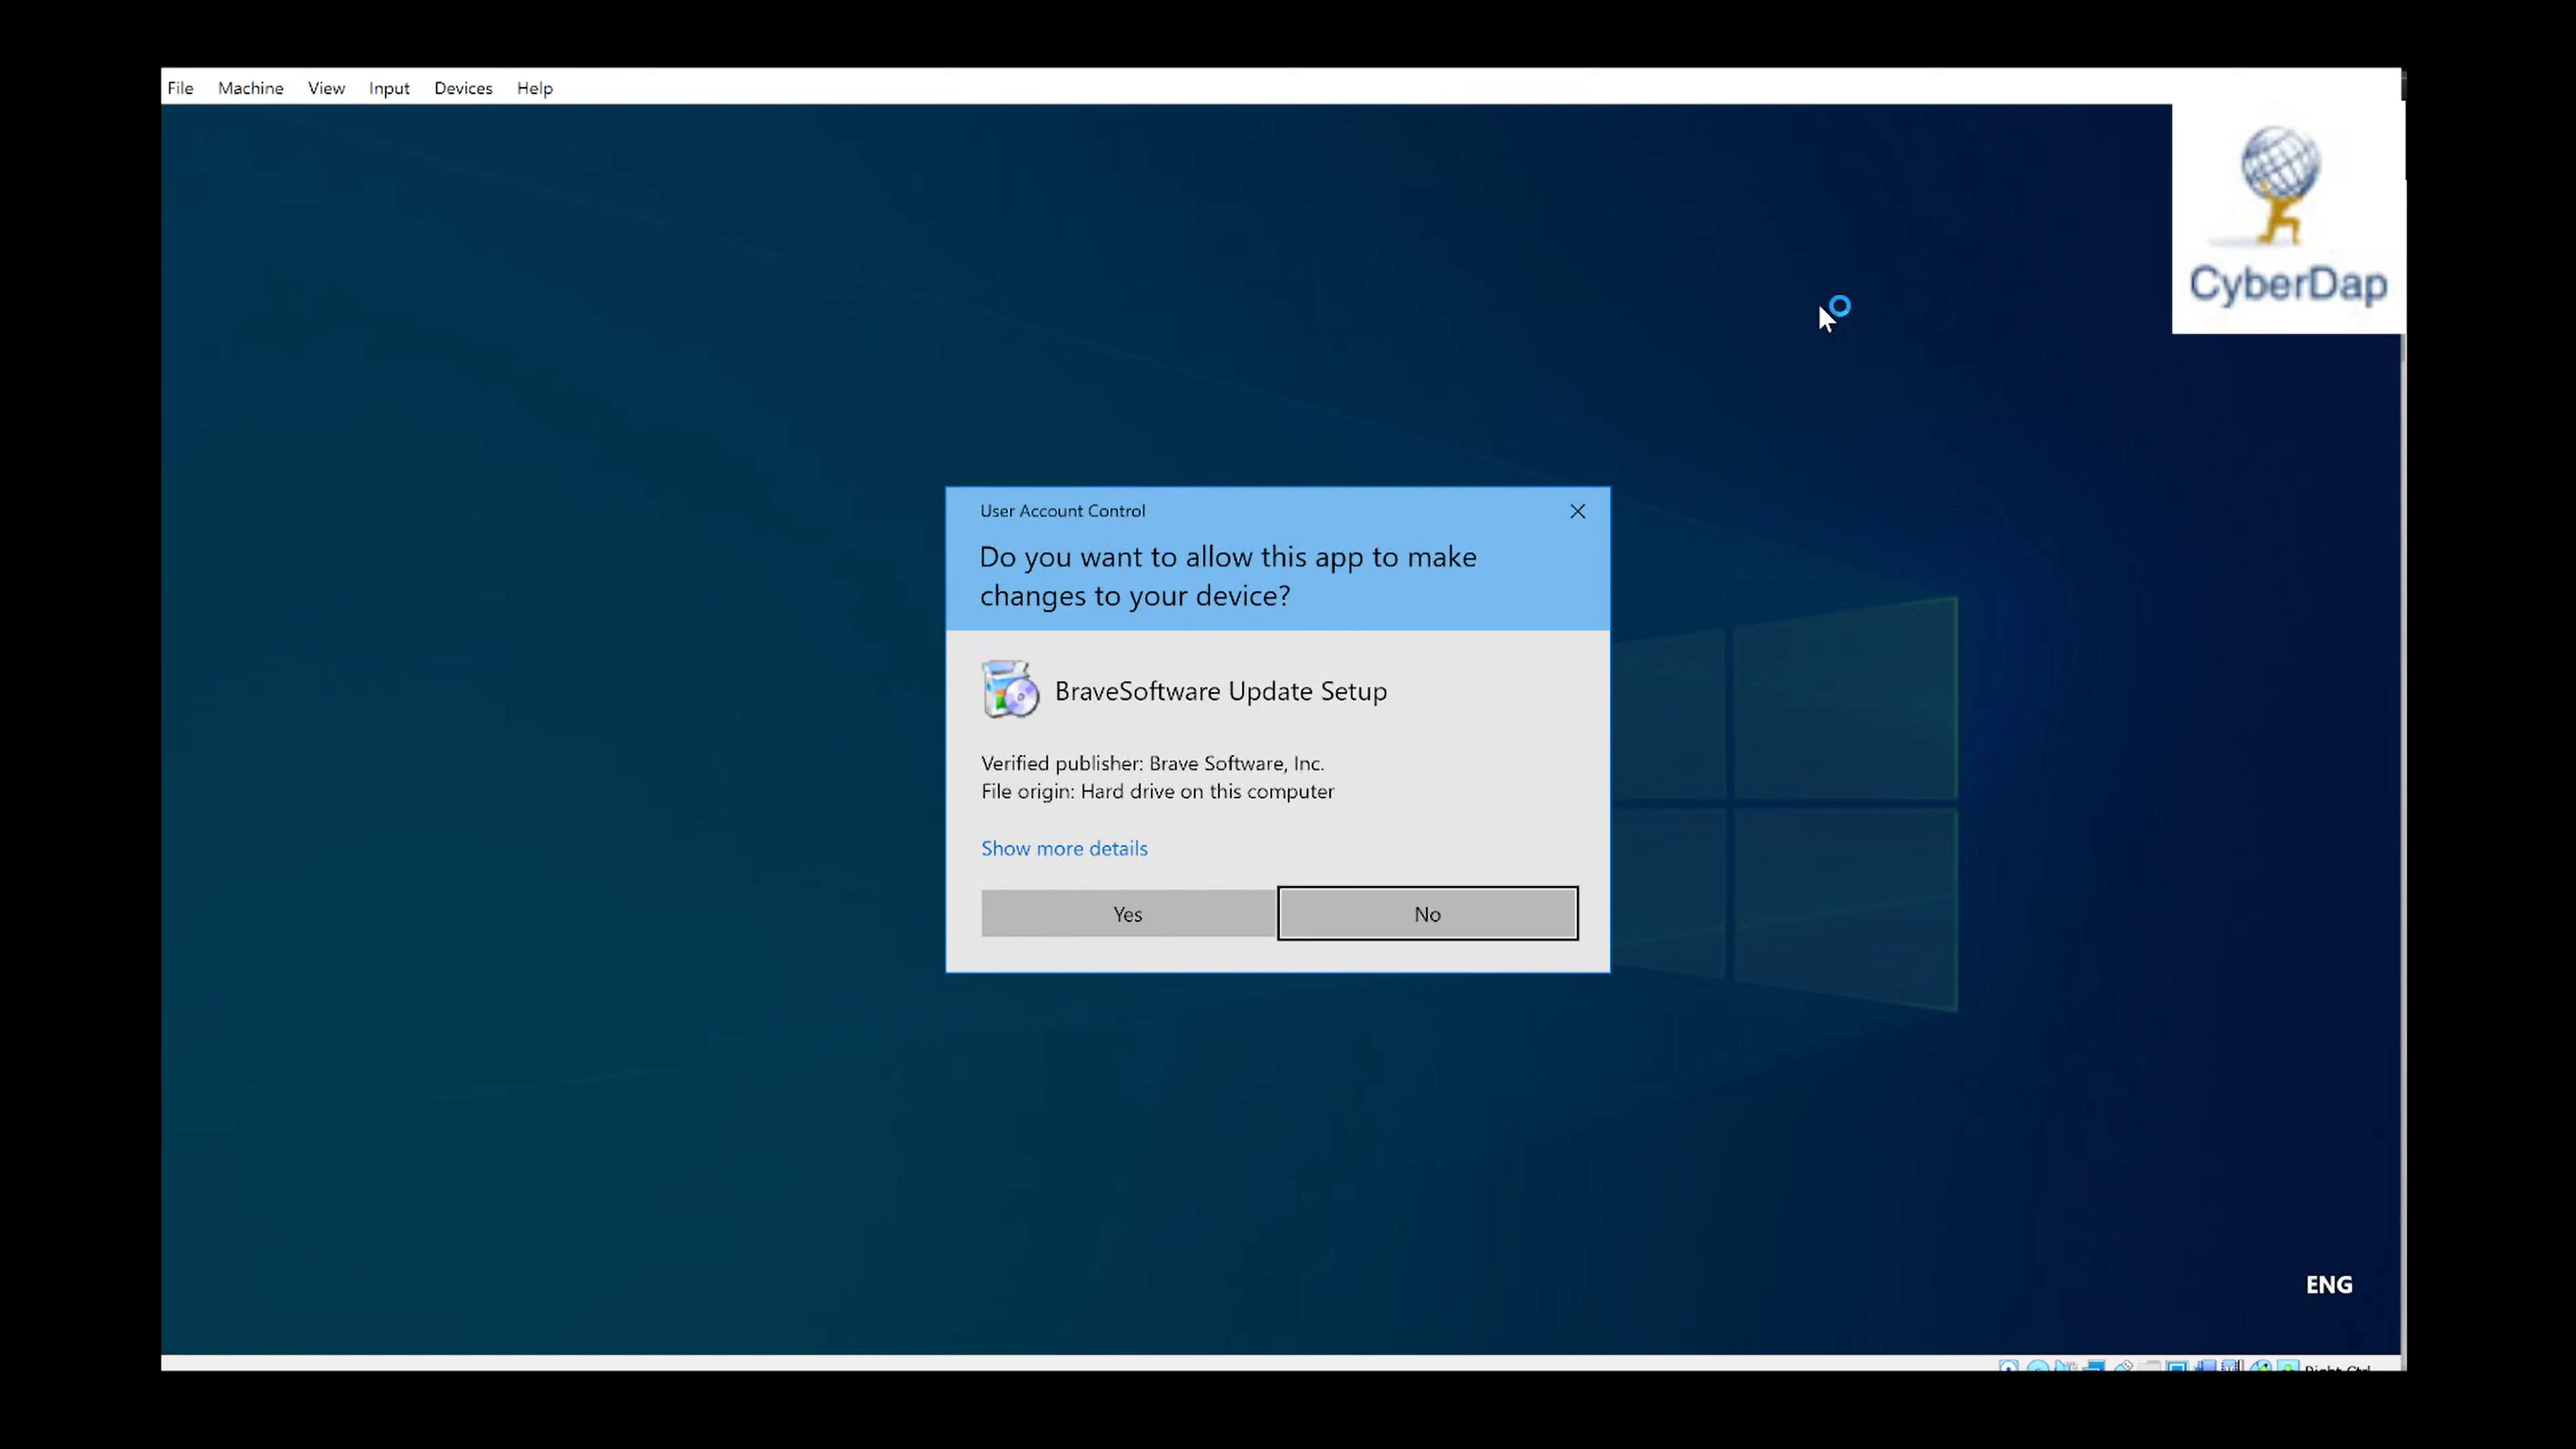 File Machine View Input Devices Help
CyberDap
User Account Control
Do you want to allow this app to make
changes to your device?
BraveSoftware Update Setup
Verified publisher: Brave Software, Inc.
File origin: Hard drive on this computer
Show more details
Yes No
ENG
Right Ctrl